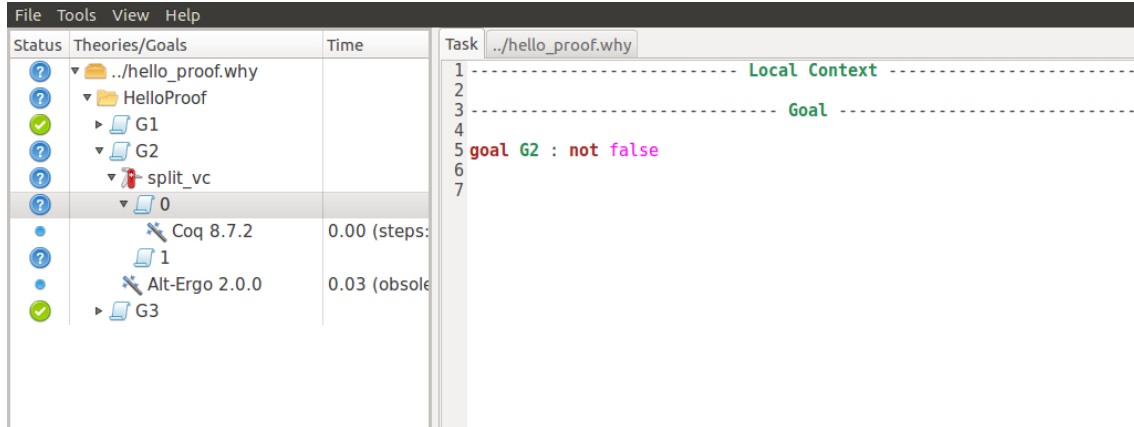 File Tools View Help
Status Theories/Goals Time
../hello_proof.why
HelloProof
G1
G2
split_vc
0
Coq 8.7.2 0.00 (steps:
1
Alt-Ergo 2.0.0 0.03 (obsole
G3
Task ../hello_proof.why
1 --------------------------- Local Context -------------------------
2
3 ------------------------------- Goal ------------------------------
4
5 goal G2 : not false
6
7